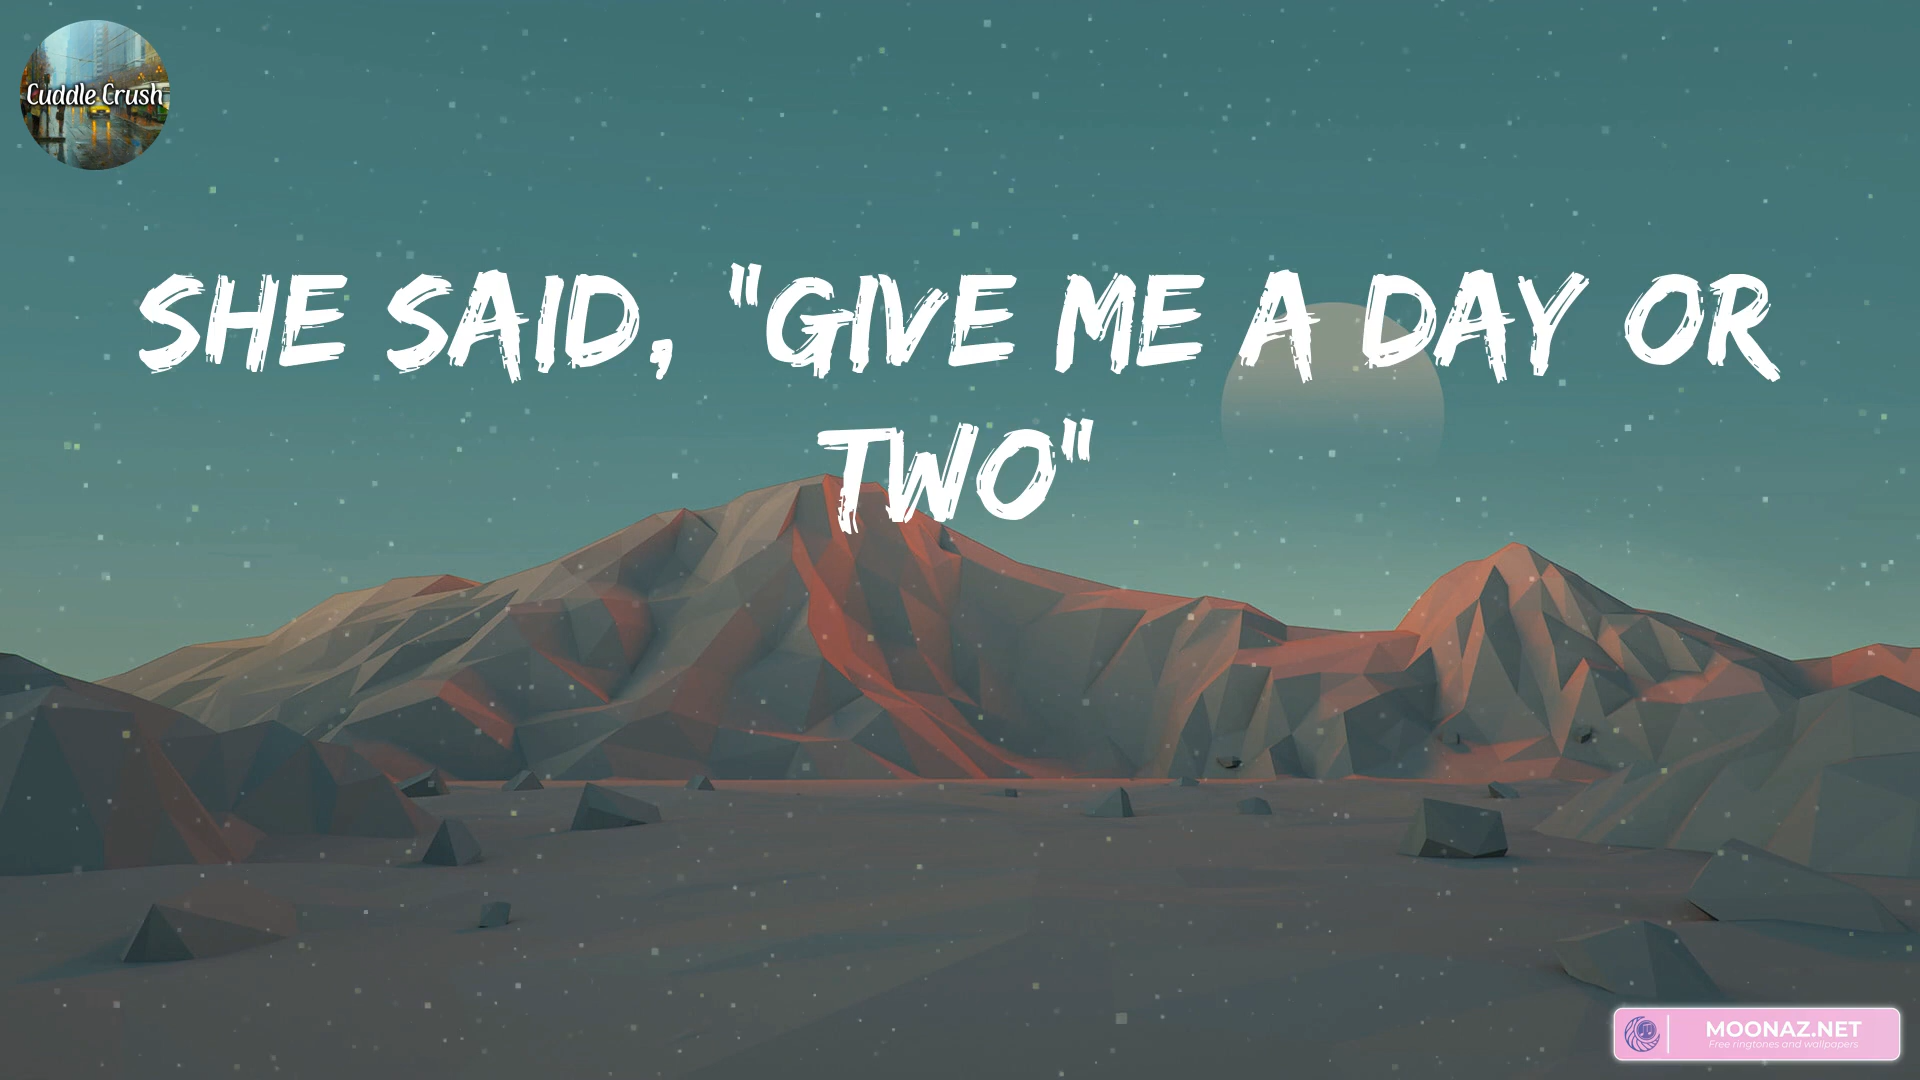 Cuddle Crush
SHE SAID, "GIVE ME A DAY OR
TWO"
MOONAZ.NET
Free ringtones and wallpapers